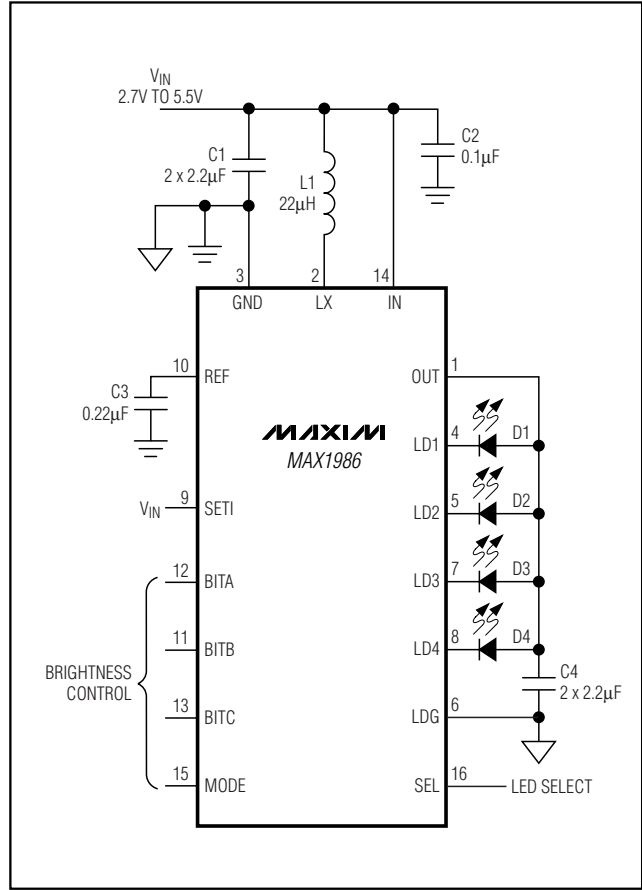 VIN
2.7V TO 5.5V
C1
2 x 2.2µF
L1
22µH
C2
0.1µF
3
2
14
GND
LX
IN
10
REF
C3
0.22µF
1
OUT
MAXIM
MAX1986
4
LD1
D1
9
SETI
VIN
5
LD2
D2
12
BITA
7
LD3
D3
11
BITB
8
LD4
D4
BRIGHTNESS
CONTROL
C4
2 x 2.2µF
13
BITC
6
LDG
15
MODE
16
SEL
LED SELECT